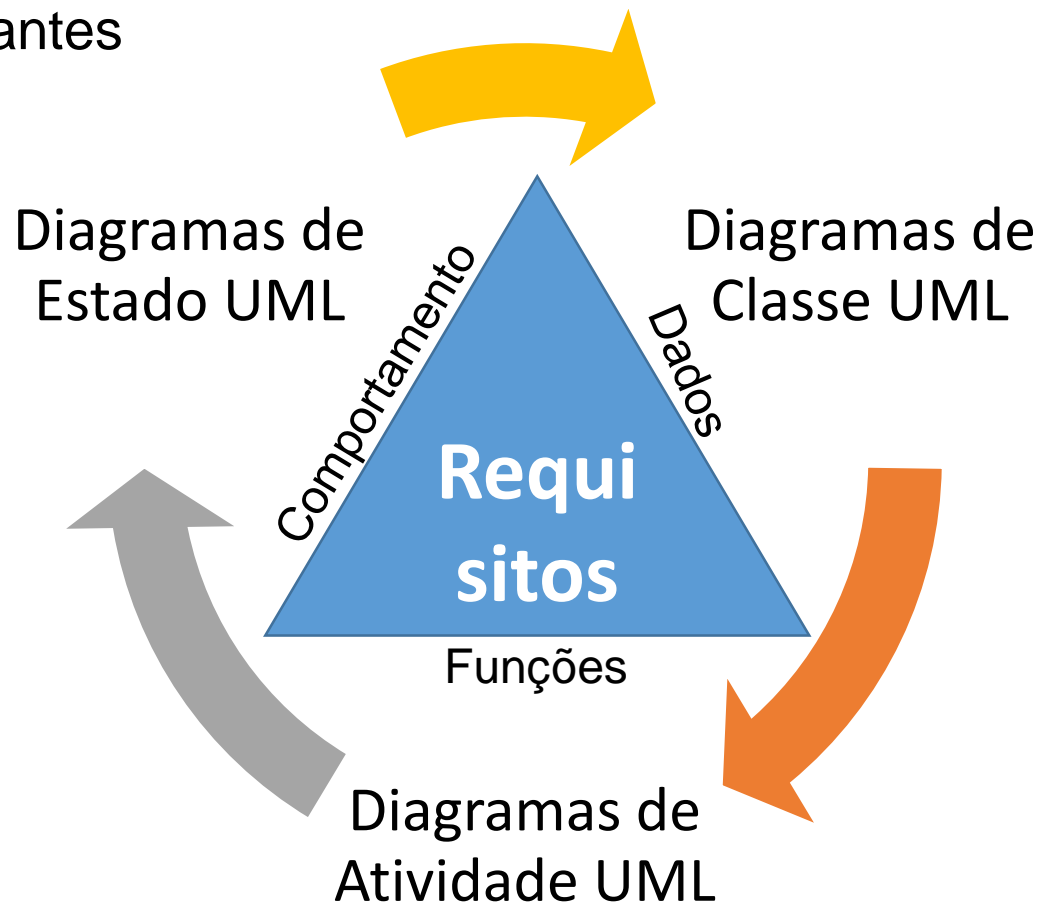 antes
Diagramas de
Estado UML
Comportamento
Diagramas de
Classe UML
Dados
Requi
sitos
Funções
Diagramas de
Atividade UML